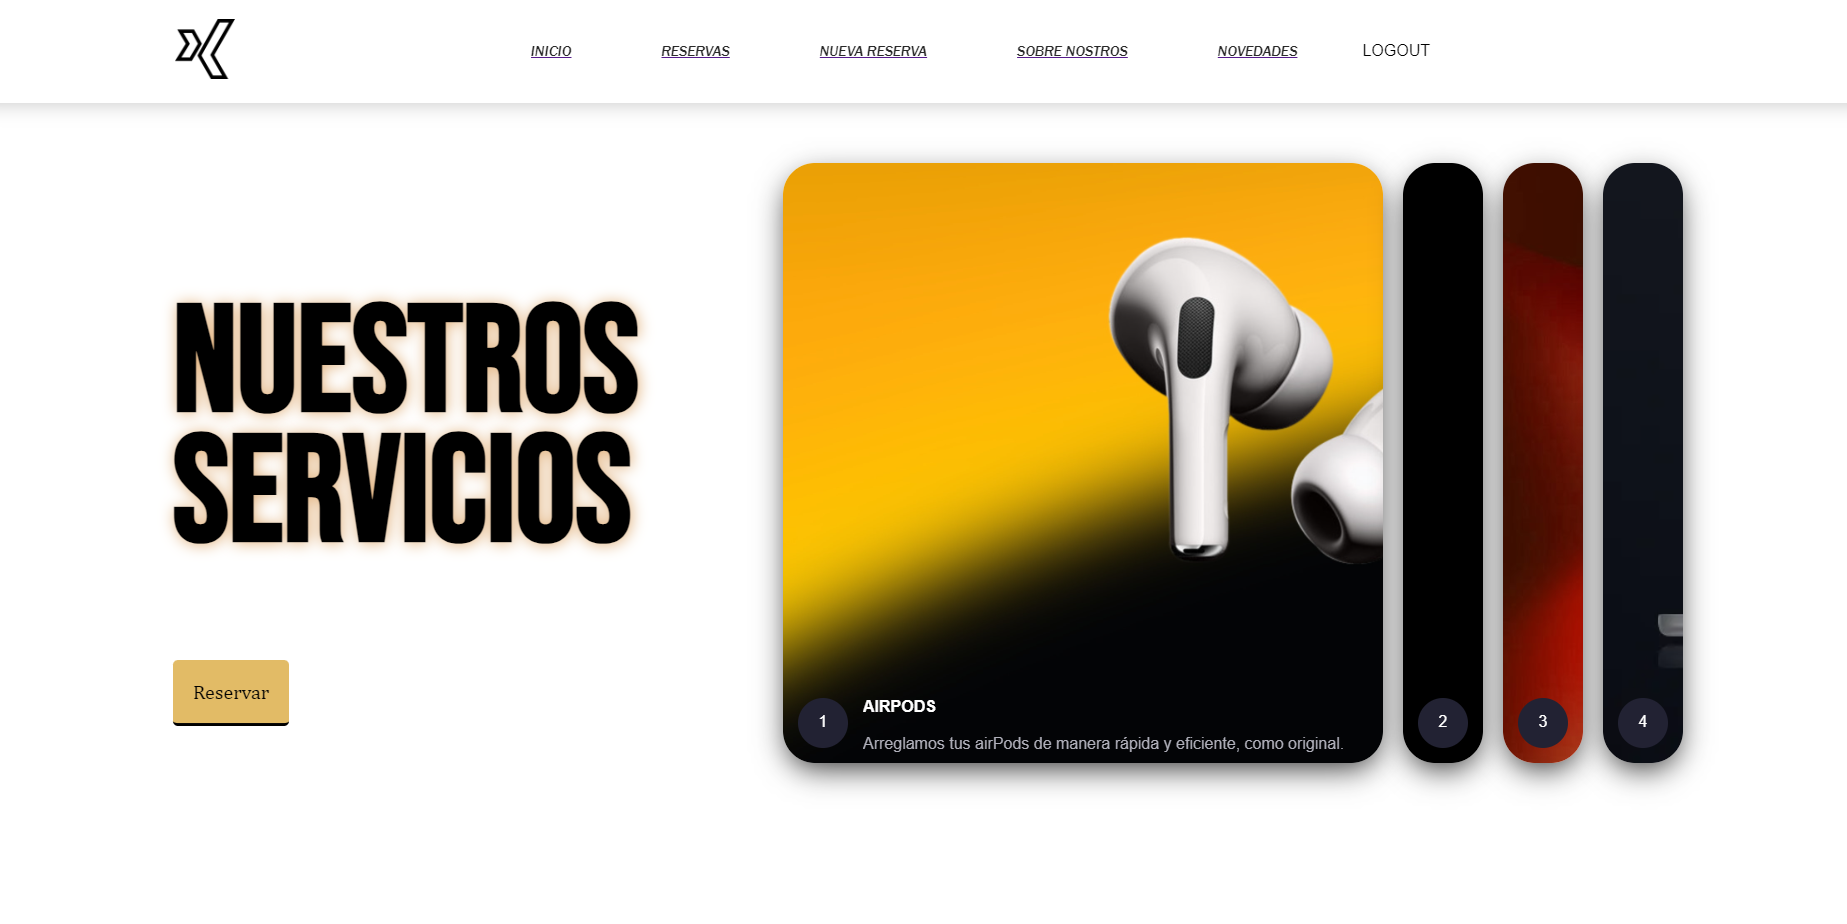 INICIO RESERVAS NUEVA RESERVA SOBRE NOSTROS NOVEDADES LOGOUT
NUESTROS
SERVICIOS
Reservar
1
AIRPODS
Arreglamos tus airPods de manera rápida y eficiente, como original.
2
3
4